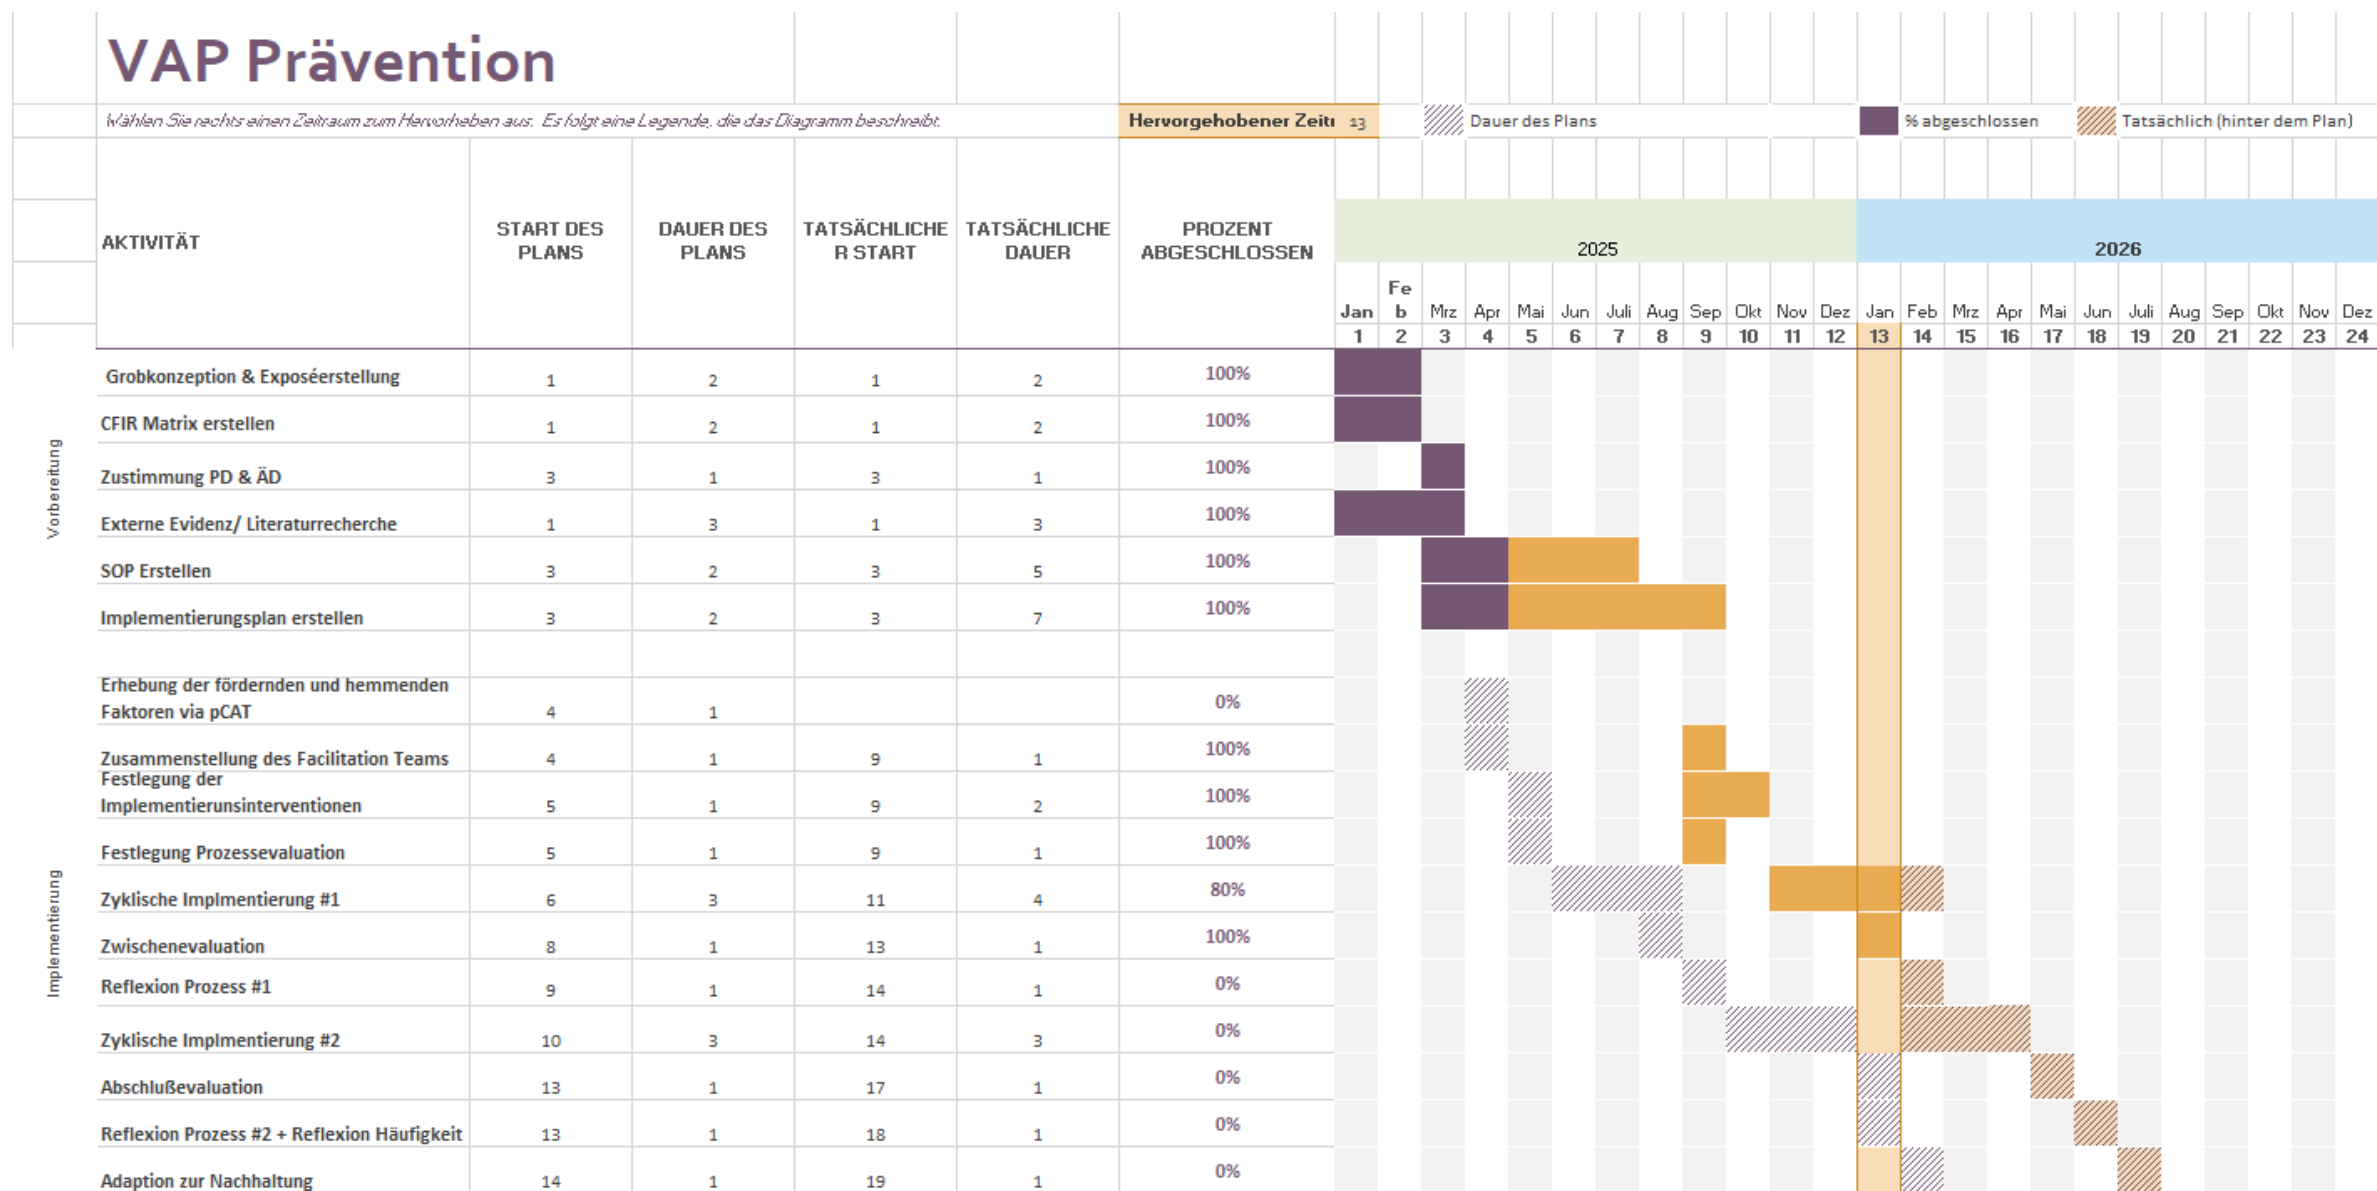 VAP Prävention
Wählen Sie rechts einen Zeitraum zum Hervorheben aus. Es folgt eine Legende, die das Diagramm beschreibt.
Hervorgehobener Zeit 13
Dauer des Plans
% abgeschlossen
Tatsächlich (hinter dem Plan)
AKTIVITÄT
START DES
PLANS
DAUER DES
PLANS
TATSÄCHLICHE
R START
TATSÄCHLICHE
DAUER
PROZENT
ABGESCHLOSSEN
2025
2026
Jan Fe
b Mrz Apr Mai Jun Juli Aug Sep Okt Nov Dez Jan Feb Mrz Apr Mai Jun Juli Aug Sep Okt Nov Dez
1 2 3 4 5 6 7 8 9 10 11 12 13 14 15 16 17 18 19 20 21 22 23 24
Vorbereitung
Grobkonzeption & Exposéerstellung 1 2 1 2 100%
CFIR Matrix erstellen 1 2 1 2 100%
Zustimmung PD & ÄD 3 1 3 1 100%
Externe Evidenz/ Literaturrecherche 1 3 1 3 100%
SOP Erstellen 3 2 3 5 100%
Implementierungsplan erstellen 3 2 3 7 100%
Implementierung
Erhebung der fördernden und hemmenden
Faktoren via pCAT 4 1 0%
Zusammenstellung des Facilitation Teams 4 1 9 1 100%
Festlegung der
Implementierunsinterventionen 5 1 9 2 100%
Festlegung Prozessevaluation 5 1 9 1 100%
Zyklische Implmentierung #1 6 3 11 4 80%
Zwischenevaluation 8 1 13 1 100%
Reflexion Prozess #1 9 1 14 1 0%
Zyklische Implmentierung #2 10 3 14 3 0%
Abschlußevaluation 13 1 17 1 0%
Reflexion Prozess #2 + Reflexion Häufigkeit 13 1 18 1 0%
Adaption zur Nachhaltung 14 1 19 1 0%